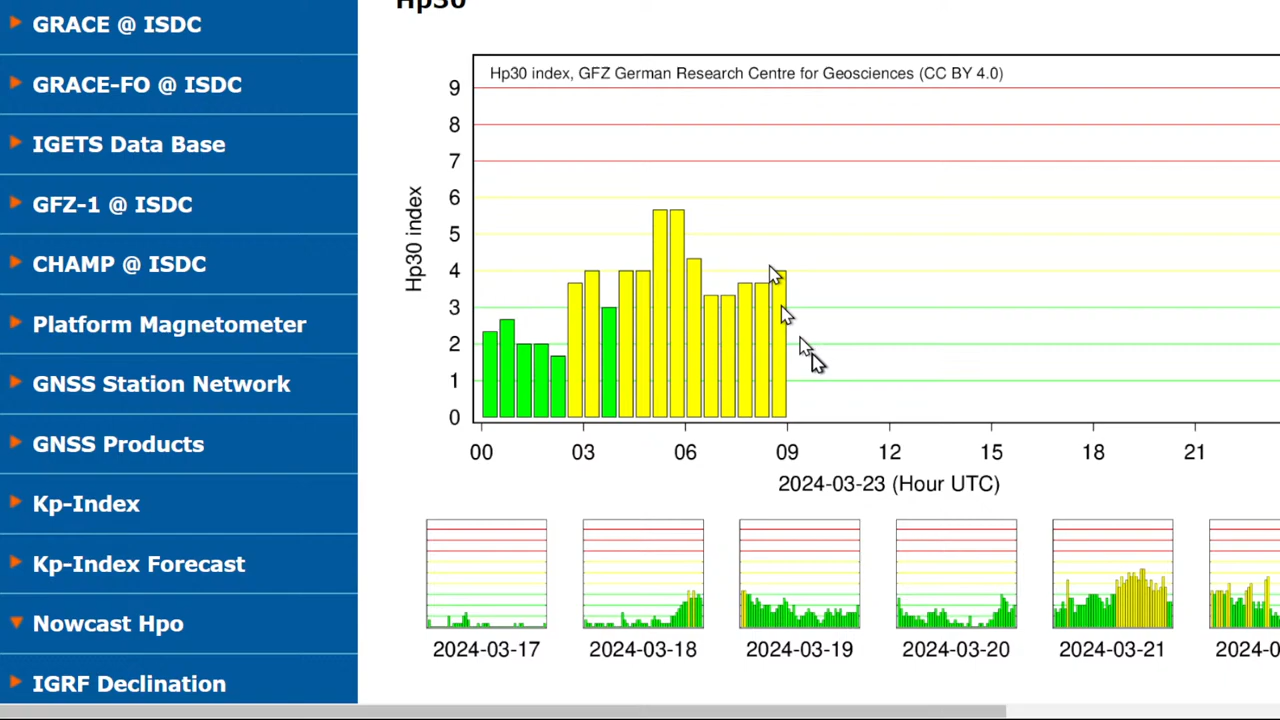 GRACE @ ISDC
GRACE-FO @ ISDC
IGETS Data Base
GFZ-1 @ ISDC
CHAMP @ ISDC
Platform Magnetometer
GNSS Station Network
GNSS Products
Kp-Index
Kp-Index Forecast
Nowcast Hpo
IGRF Declination
Hp30
Hp30 index, GFZ German Research Centre for Geosciences (CC BY 4.0)
Hp30 index
9
8
7
6
5
4
3
2
1
0
00 03 06 09 12 15 18 21
2024-03-23 (Hour UTC)
2024-03-17 2024-03-18 2024-03-19 2024-03-20 2024-03-21 2024-0